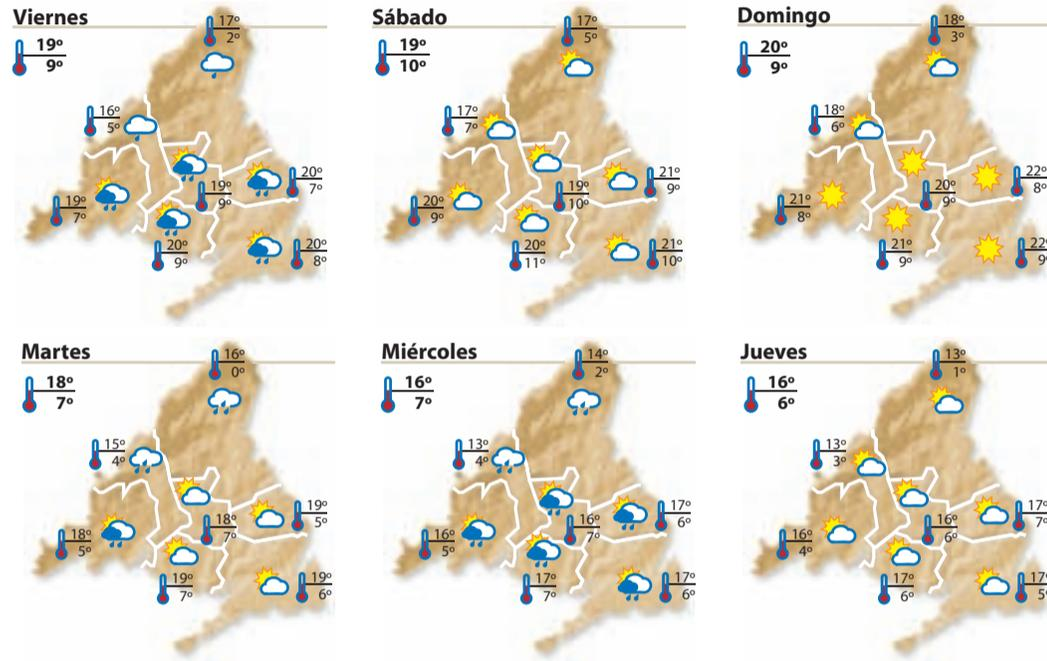 Viernes
19º
9º
17º
2º
16º
5º
20º
7º
19º
9º
19º
7º
20º
9º
20º
8º
Sábado
19º
10º
17º
5º
17º
7º
21º
9º
19º
10º
20º
9º
20º
11º
21º
10º
Domingo
20º
9º
18º
3º
18º
6º
22º
8º
20º
9º
21º
8º
21º
9º
22º
9º
Martes
18º
7º
16º
0º
15º
4º
19º
5º
18º
7º
18º
5º
19º
7º
19º
6º
Miércoles
16º
7º
14º
2º
13º
4º
17º
6º
16º
7º
16º
5º
17º
7º
17º
6º
Jueves
16º
6º
13º
1º
13º
3º
17º
7º
16º
6º
16º
4º
17º
6º
17º
5º